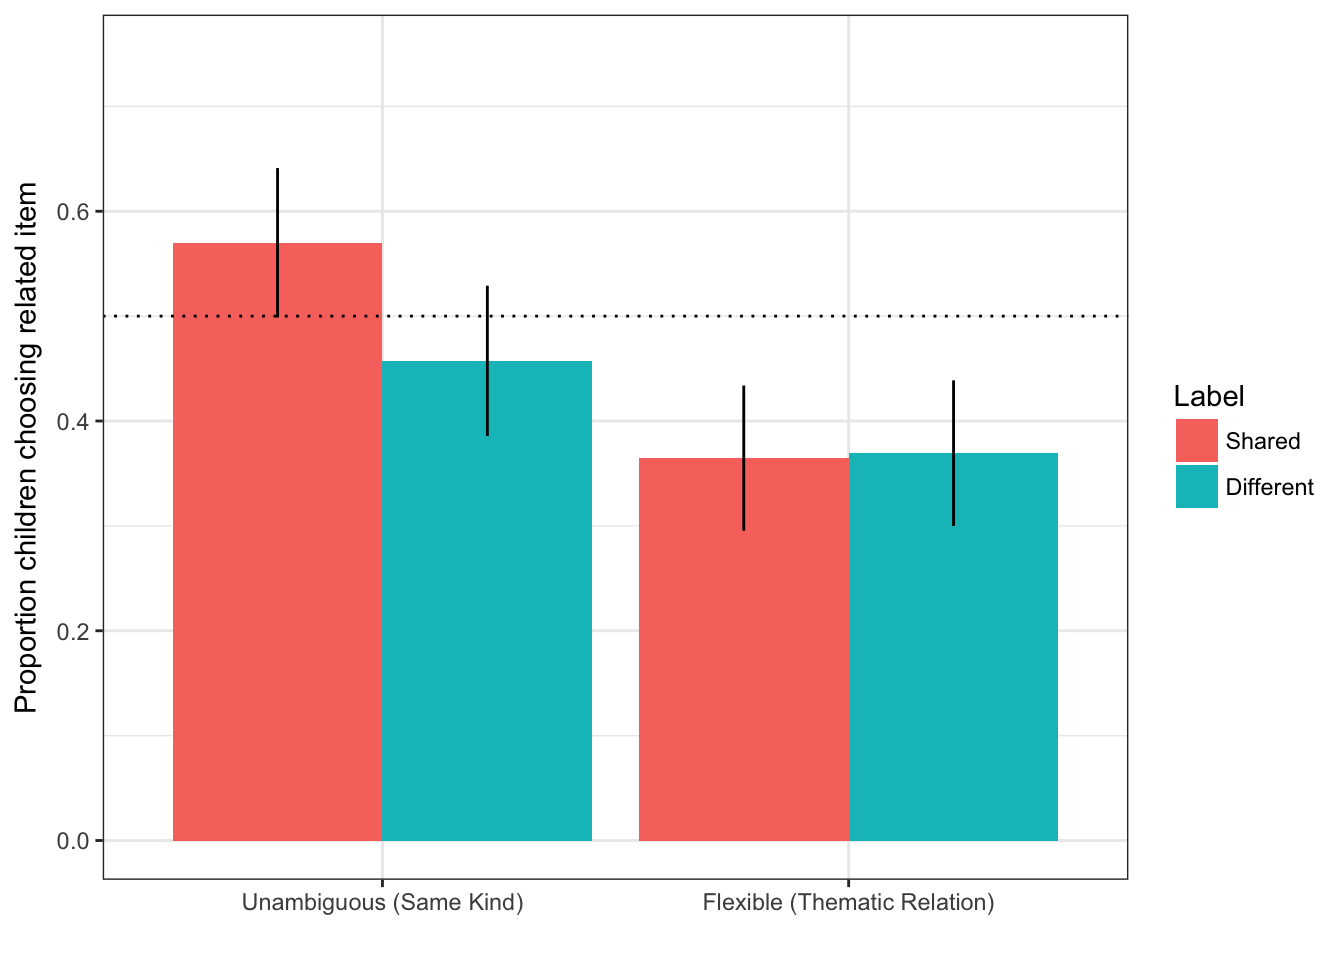 Proportion children choosing related item
0.6
0.4
0.2
0.0
Unambiguous (Same Kind)
Flexible (Thematic Relation)
Label
Shared
Different